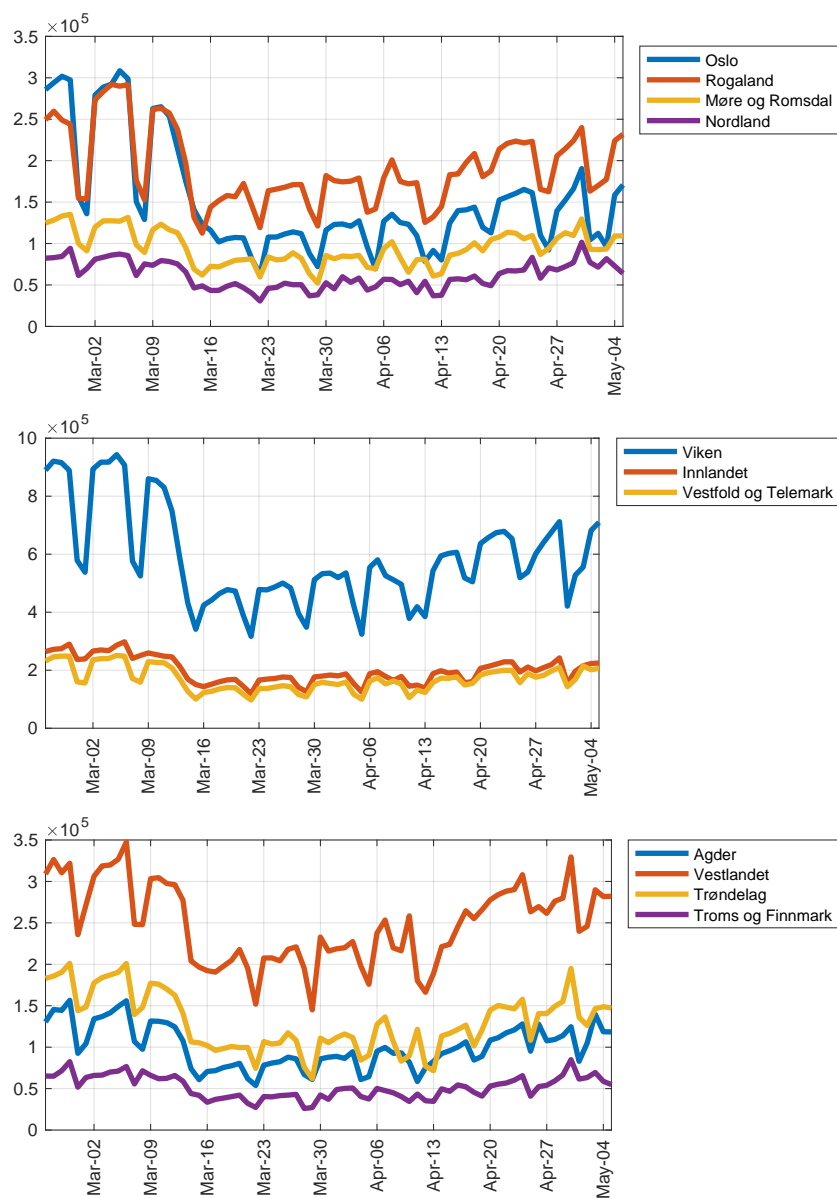 ×10^5
3.5
3
2.5
2
1.5
1
0.5
0
Mar-02
Mar-09
Mar-16
Mar-23
Mar-30
Apr-06
Apr-13
Apr-20
Apr-27
May-04
Oslo
Rogaland
Møre og Romsdal
Nordland
×10^5
10
8
6
4
2
0
Mar-02
Mar-09
Mar-16
Mar-23
Mar-30
Apr-06
Apr-13
Apr-20
Apr-27
May-04
Viken
Innlandet
Vestfold og Telemark
×10^5
3.5
3
2.5
2
1.5
1
0.5
0
Mar-02
Mar-09
Mar-16
Mar-23
Mar-30
Apr-06
Apr-13
Apr-20
Apr-27
May-04
Agder
Vestlandet
Trøndelag
Troms og Finnmark